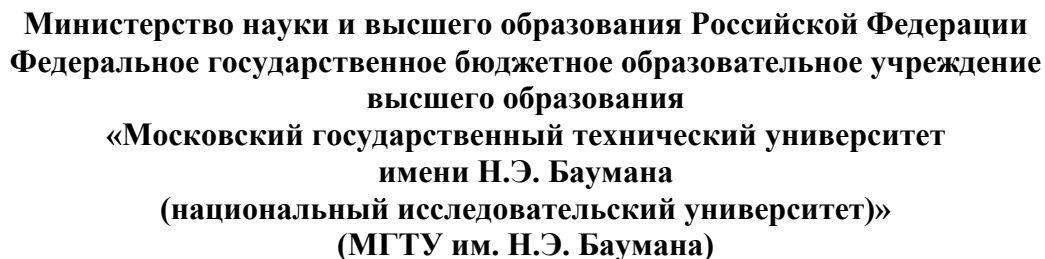 Министерство науки и высшего образования Российской Федерации
Федеральное государственное бюджетное образовательное учреждение
высшего образования
«Московский государственный технический университет
имени Н.Э. Баумана
(национальный исследовательский университет)»
(МГТУ им. Н.Э. Баумана)